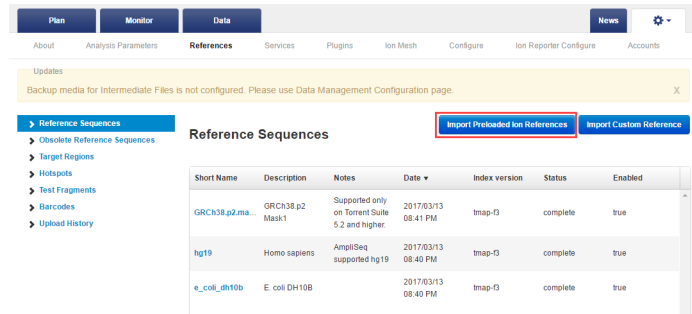 Plan Monitor Data News
About Analysis Parameters References Services Plugins Ion Mesh Configure Ion Reporter Configure Accounts
Updates
Backup media for Intermediate Files is not configured. Please use Data Management Configuration page. X
Reference Sequences
Obsolete Reference Sequences
Target Regions
Hotspots
Test Fragments
Barcodes
Upload History
Reference Sequences
Import Preloaded Ion References Import Custom Reference
Short Name Description Notes Date Index version Status Enabled
GRCh38.p2.ma... GRCh38.p2 Mask1 Supported only on Torrent Suite 5.2 and higher. 2017/03/13 08:41 PM tmap-f3 complete true
hg19 Homo sapiens AmpliSeq supported hg19 2017/03/13 08:40 PM tmap-f3 complete true
e_coli_dh10b E. coli DH10B 2017/03/13 08:40 PM tmap-f3 complete true